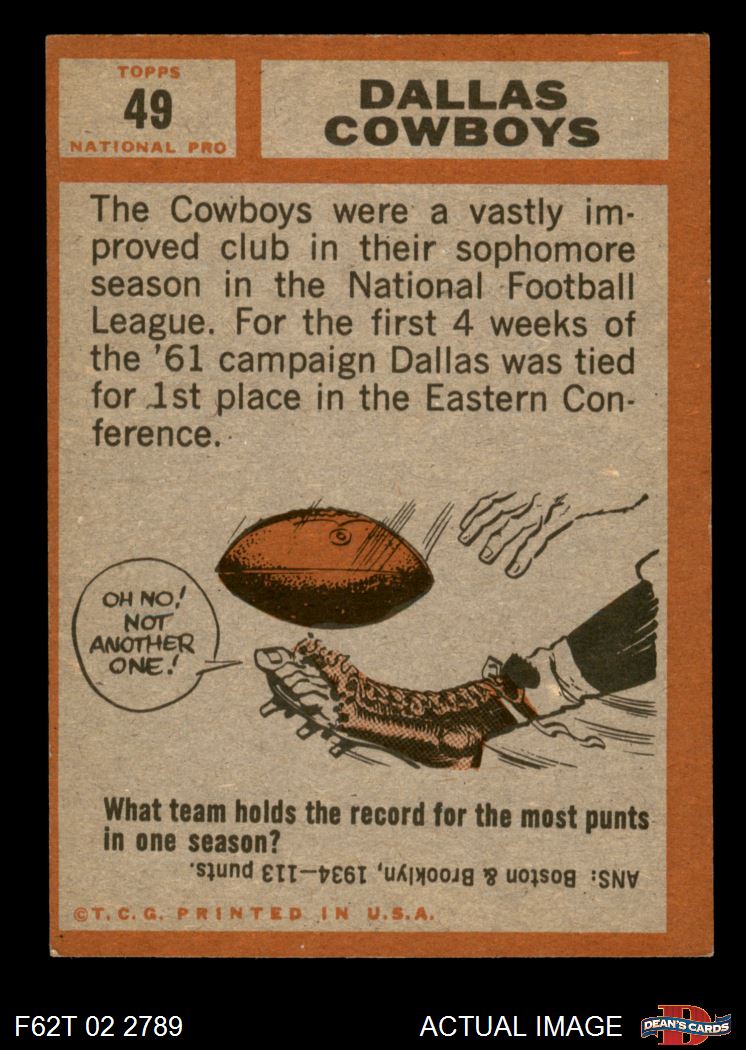 TOPPS
49
NATIONAL PRO
DALLAS
COWBOYS
The Cowboys were a vastly im-
proved club in their sophomore
season in the National Football
League. For the first 4 weeks of
the '61 campaign Dallas was tied
for 1st place in the Eastern Con-
ference.
OH NO!
NOT
ANOTHER
ONE!
What team holds the record for the most punts
in one season?
ANS: Boston & Brooklyn, 1934—113 punts.
©T.C.G. PRINTED IN U.S.A.
F62T 02 2789
ACTUAL IMAGE
D
DEAN'S CARDS